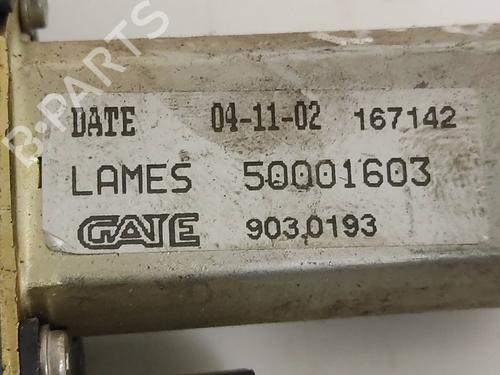 B-PARTS
DATE 04-11-02 167142
LAMES 50001603
GATE 903.0193